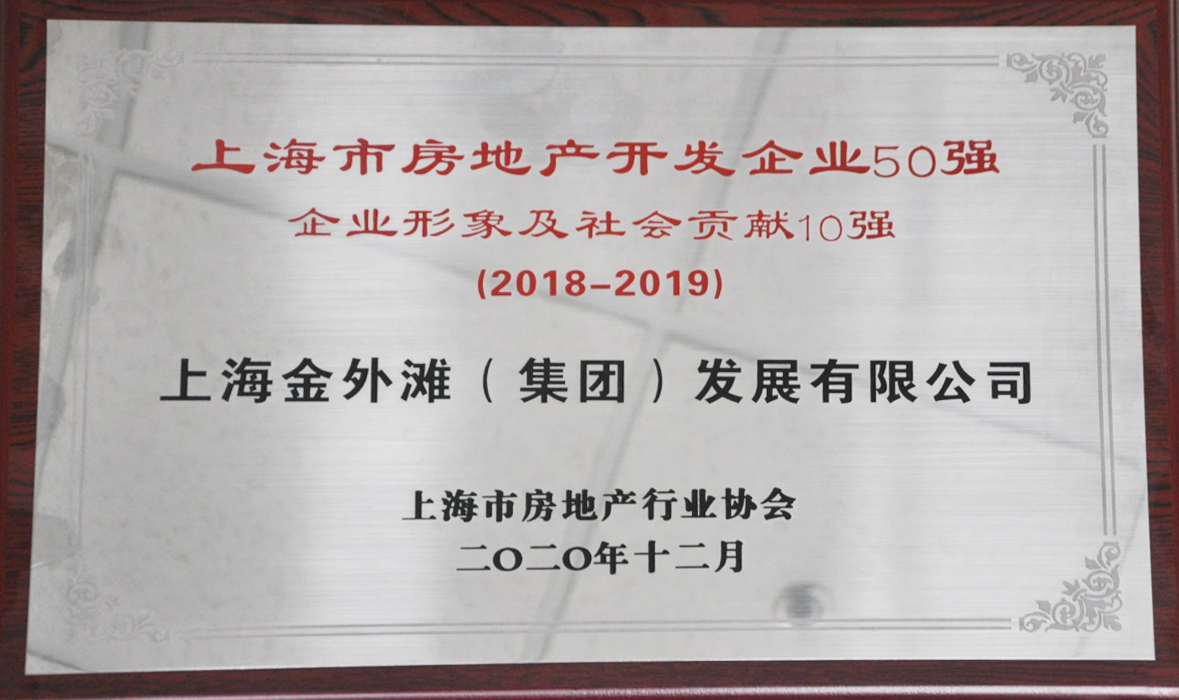 上海市房地产开发企业50强
企业形象及社会贡献10强
(2018-2019)
上海金外滩（集团）发展有限公司
上海市房地产行业协会
二〇二〇年十二月